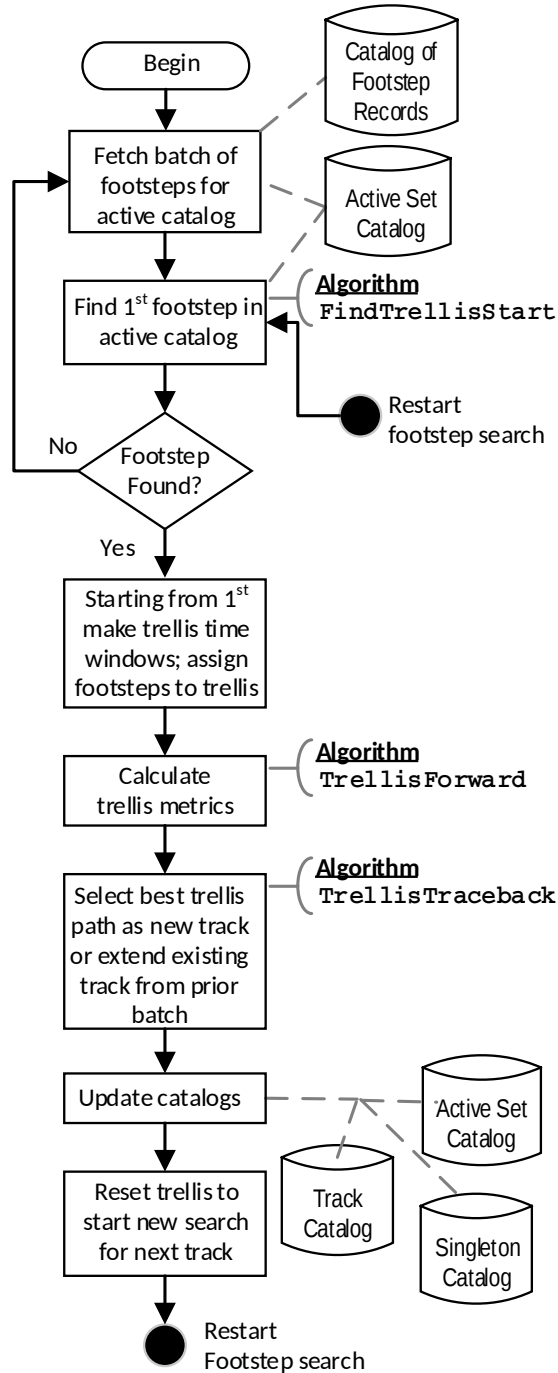 Begin
Catalog of
Footstep
Records
Fetch batch of
footsteps for
active catalog
Active Set
Catalog
Find 1st footstep in
active catalog
Algorithm
FindTrellisStart
Restart
footstep search
No
Footstep
Found?
Yes
Starting from 1st
make trellis time
windows; assign
footsteps to trellis
Calculate
trellis metrics
Algorithm
TrellisForward
Select best trellis
path as new track
or extend existing
track from prior
batch
Algorithm
TrellisTraceback
Update catalogs
Active Set
Catalog
Track
Catalog
Singleton
Catalog
Reset trellis to
start new search
for next track
Restart
Footstep search